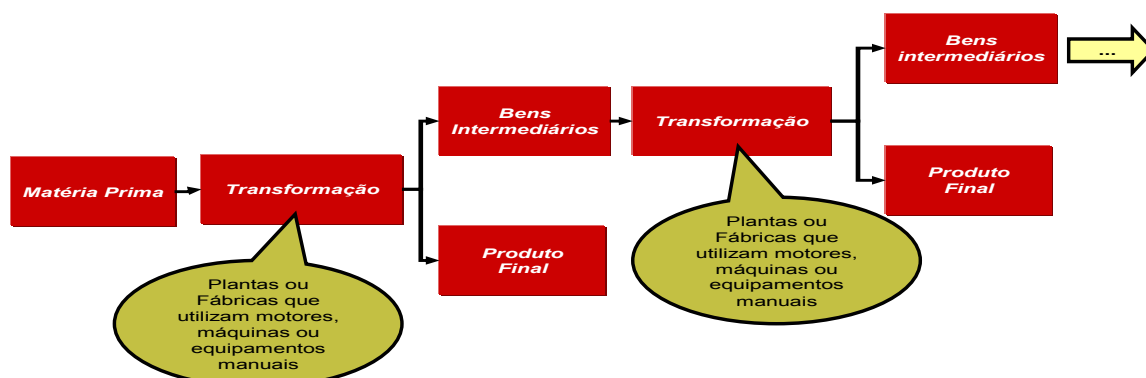 Matéria Prima
Transformação
Bens
Intermediários
Produto
Final
Transformação
Bens
intermediários
...
Produto
Final
Plantas ou
Fábricas que
utilizam motores,
máquinas ou
equipamentos
manuais
Plantas ou
Fábricas que
utilizam motores,
máquinas ou
equipamentos
manuais